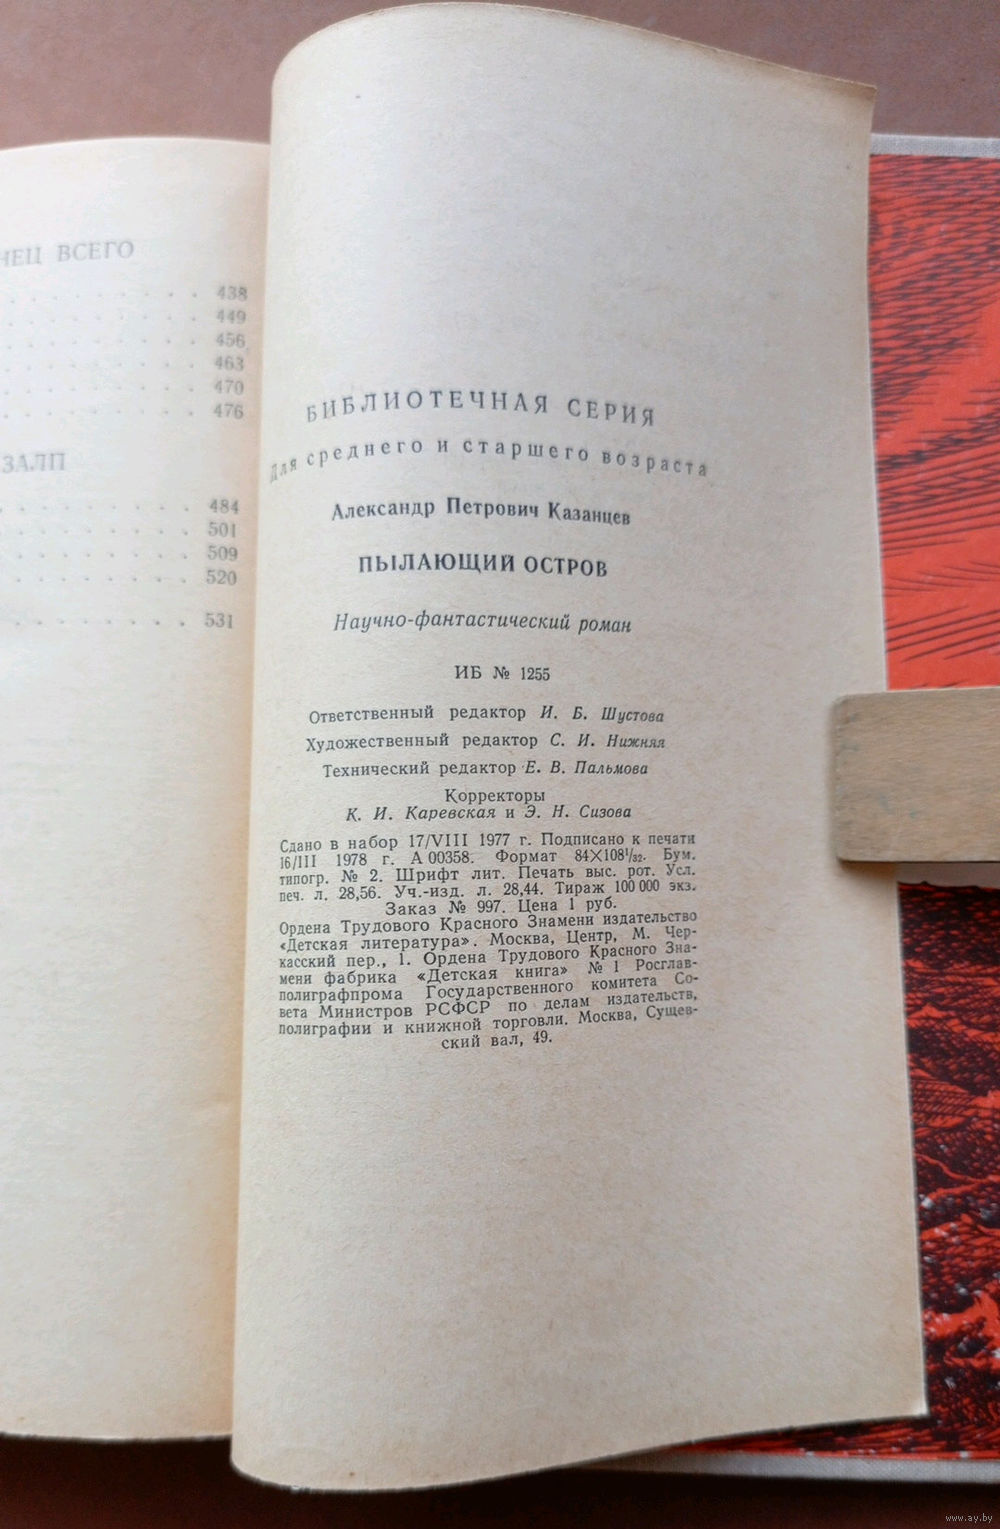 ВСЕГО
438
449
456
463
470
476
ЗАЛП
484
501
509
520
531
БИБЛИОТЕЧНАЯ СЕРИЯ
Для среднего и старшего возраста
Александр Петрович Казанцев
ПЫЛАЮЩИЙ ОСТРОВ
Научно-фантастический роман
ИБ № 1255
Ответственный редактор И. Б. Шустова
Художественный редактор С. И. Нижняя
Технический редактор Е. В. Пальмова
Корректоры
К. И. Каревская и Э. Н. Сизова
Сдано в набор 17/VIII 1977 г. Подписано к печати
16/III 1978 г. А 00358. Формат 84×108¹/₃₂. Бум.
типогр. № 2. Шрифт лит. Печать выс. рот. Усл.
печ. л. 28,56. Уч.-изд. л. 28,44. Тираж 100 000 экз.
Заказ № 997. Цена 1 руб.
Ордена Трудового Красного Знамени издательство
«Детская литература». Москва, Центр, М. Чер-
касский пер., 1. Ордена Трудового Красного Зна-
мени фабрика «Детская книга» № 1 Росглав-
полиграфпрома Государственного комитета Со-
вета Министров РСФСР по делам издательств,
полиграфии и книжной торговли. Москва, Сущев-
ский вал, 49.
www.ay.by